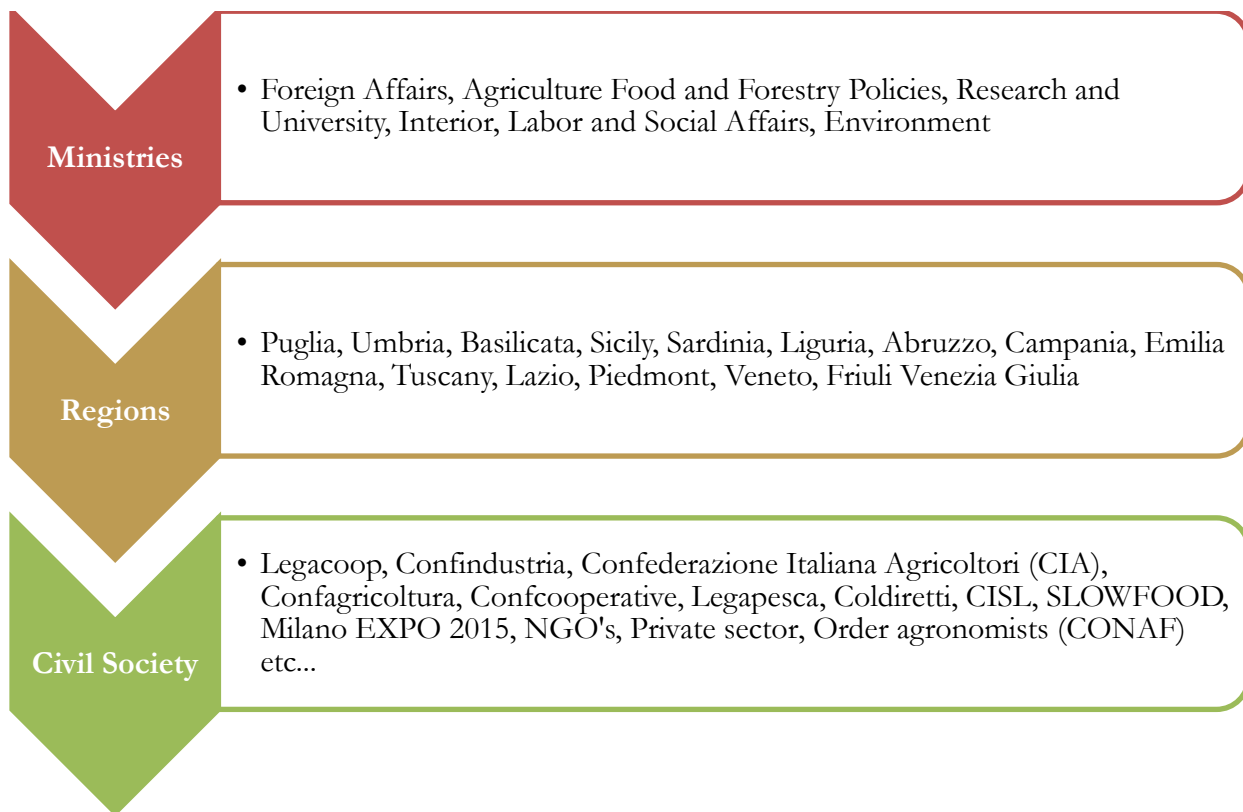 Ministries
• Foreign Affairs, Agriculture Food and Forestry Policies, Research and
University, Interior, Labor and Social Affairs, Environment
Regions
• Puglia, Umbria, Basilicata, Sicily, Sardinia, Liguria, Abruzzo, Campania, Emilia
Romagna, Tuscany, Lazio, Piedmont, Veneto, Friuli Venezia Giulia
Civil Society
• Legacoop, Confindustria, Confederazione Italiana Agricoltori (CIA),
Confagricoltura, Confcooperative, Legapesca, Coldiretti, CISL, SLOWFOOD,
Milano EXPO 2015, NGO's, Private sector, Order agronomists (CONAF)
etc...